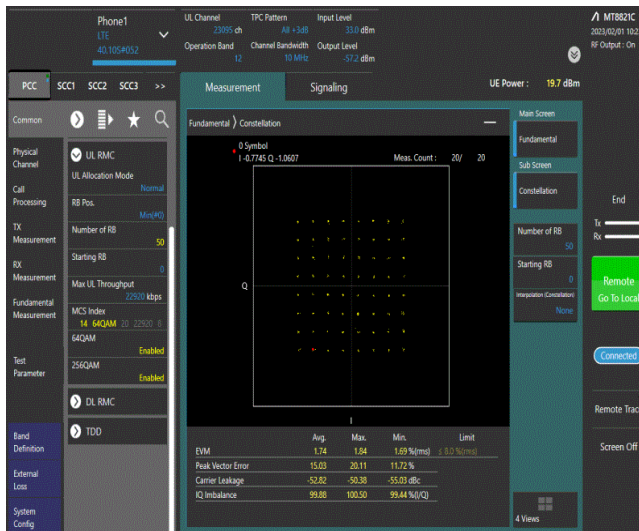 Phone1
LTE
40.10S#052
UL Channel
23095 ch
TPC Pattern
All +3dB
Input Level
33.0 dBm
Operation Band
12
Channel Bandwidth
10 MHz
Output Level
-57.2 dBm
MT8821C
2023/02/01 10:2
RF Output : On
PCC SCC1 SCC2 SCC3 >>
Measurement Signaling
UE Power : 19.7 dBm
Common
Physical
Channel
Call
Processing
TX
Measurement
RX
Measurement
Fundamental
Measurement
Test
Parameter
Band
Definition
External
Loss
System
Config
UL RMC
UL Allocation Mode
Normal
RB Pos.
Min(#0)
Number of RB
50
Starting RB
0
Max UL Throughput
22920 kbps
MCS Index
14 64QAM 20 22920 8
64QAM
Enabled
256QAM
Enabled
DL RMC
TDD
Fundamental ⟩ Constellation
0 Symbol
I -0.7745 Q -1.0607
Meas. Count : 20/ 20
Q
I
Avg. Max. Min. Limit
EVM 1.74 1.84 1.69 %(rms) ≤ 8.0 %(rms)
Peak Vector Error 15.03 20.11 11.72 %
Carrier Leakage -52.82 -50.38 -55.03 dBc
IQ Imbalance 99.88 100.50 99.44 %(I/Q)
Main Screen
Fundamental
Sub Screen
Constellation
Number of RB
50
Starting RB
0
Interpolation (Constellation)
None
4 Views
End
Tx
Rx
Remote
Go To Local
Connected
Remote Trac
Screen Off